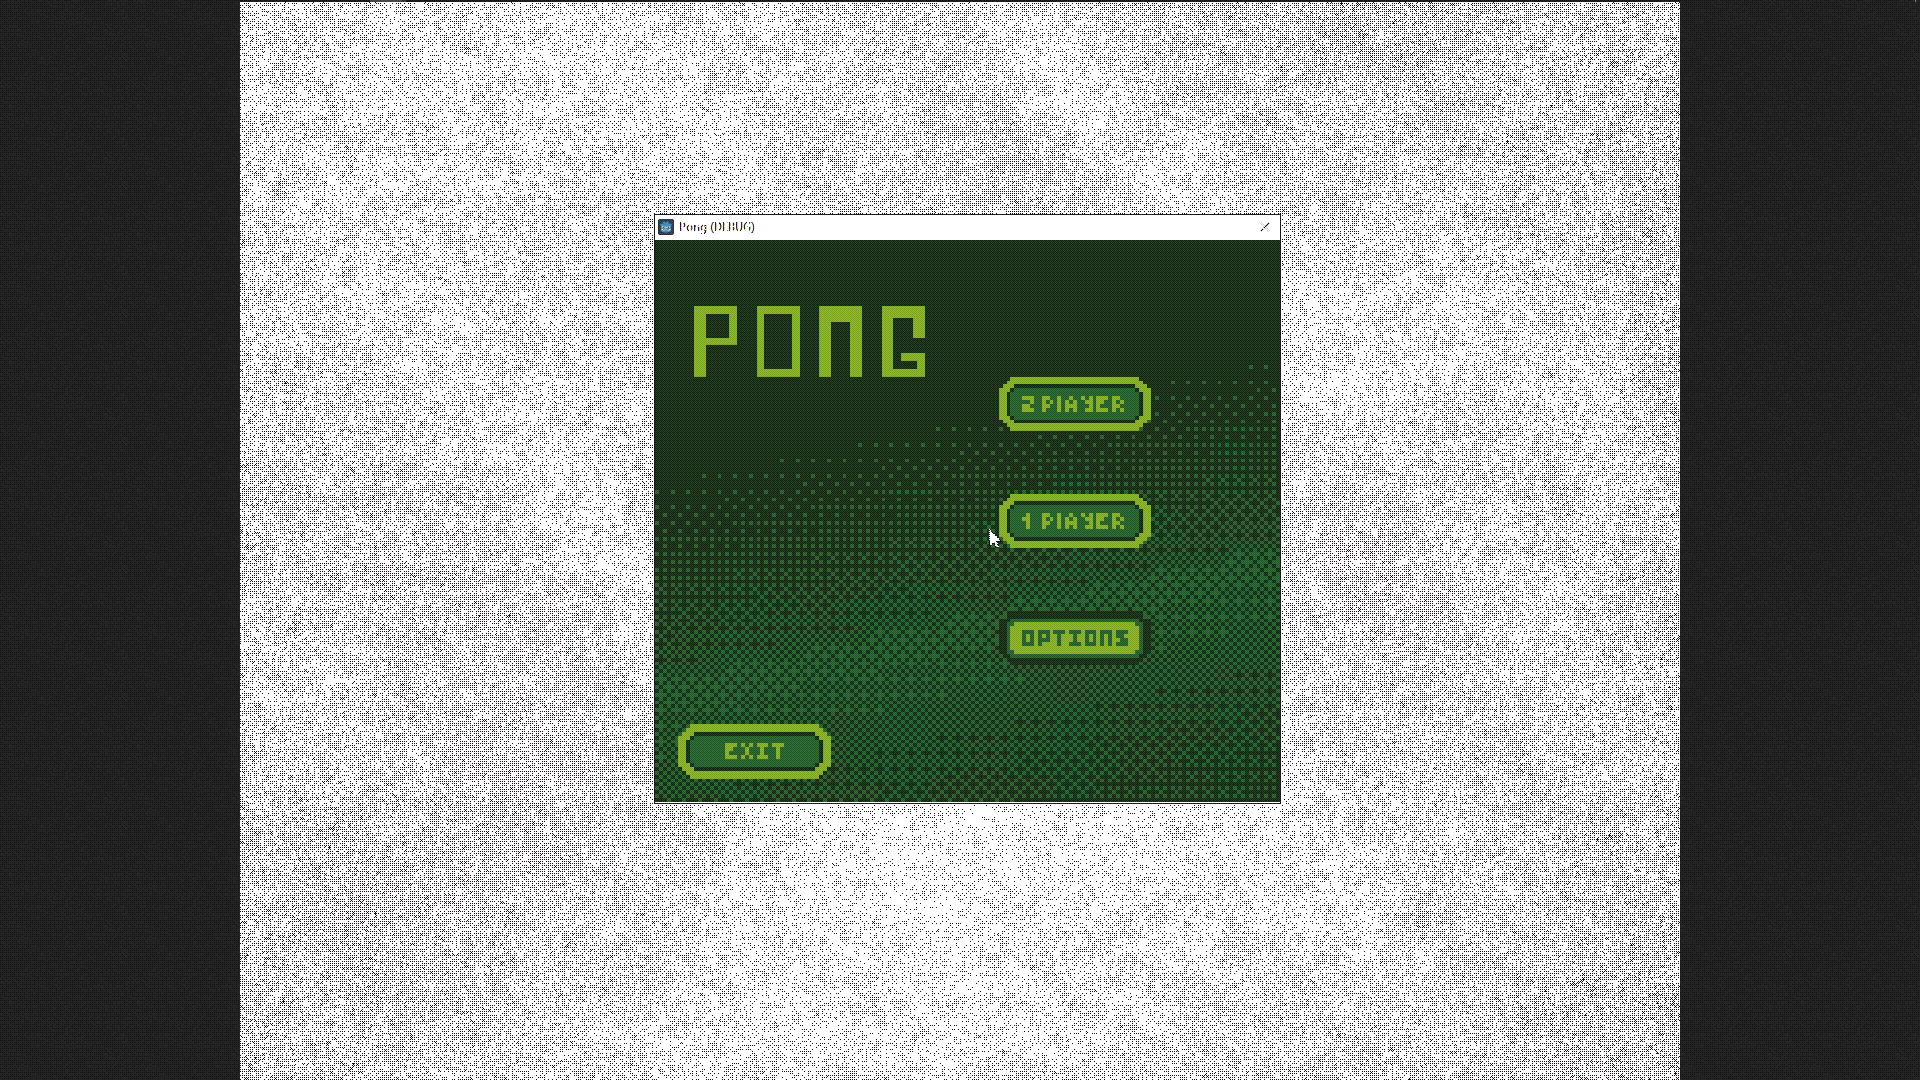 Pong (DEBUG)
PONG
2 PLAYER
1 PLAYER
OPTIONS
EXIT